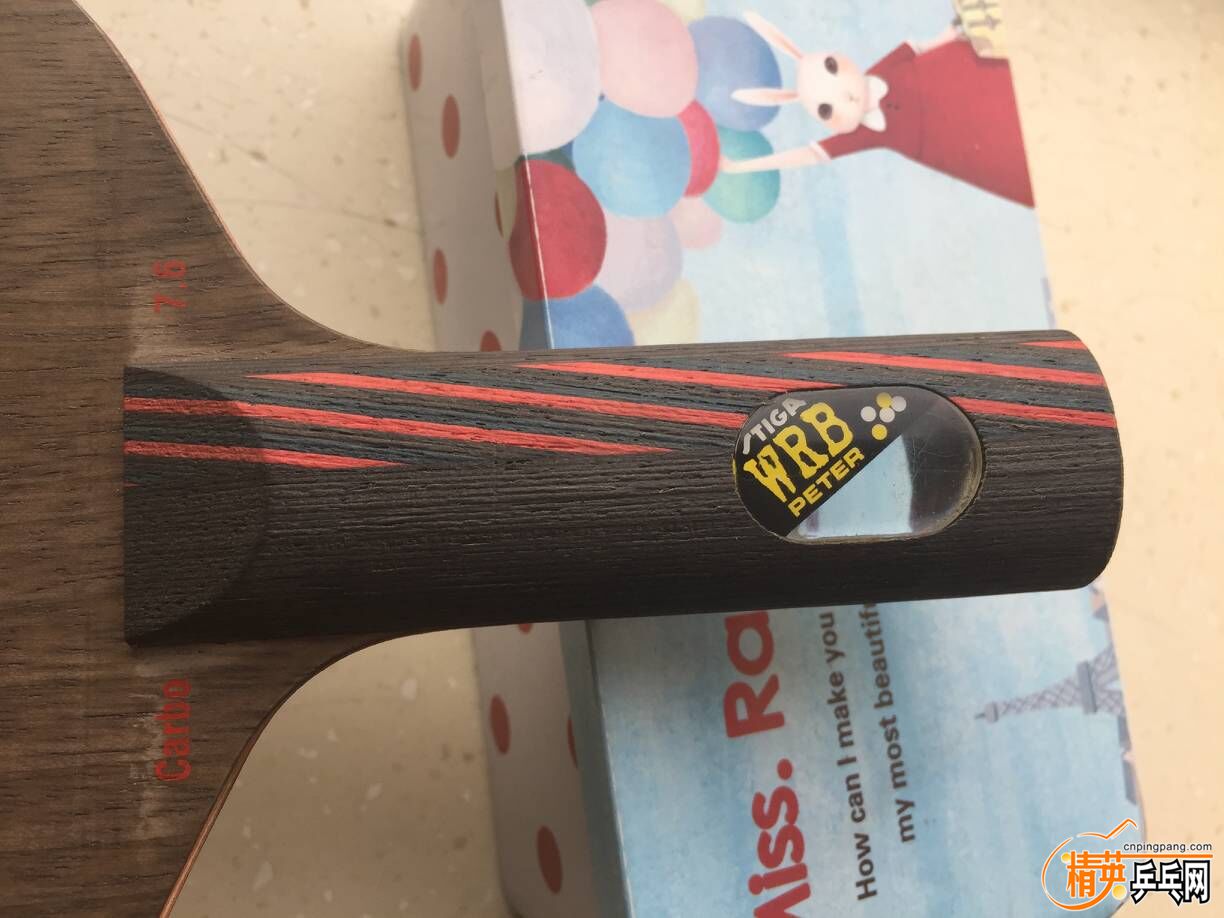 Carbo 7.6
STIGA
WRB
PETER
Miss. Ra
How can I make you
my most beautif
cnpingpang.com
精英乒乓网